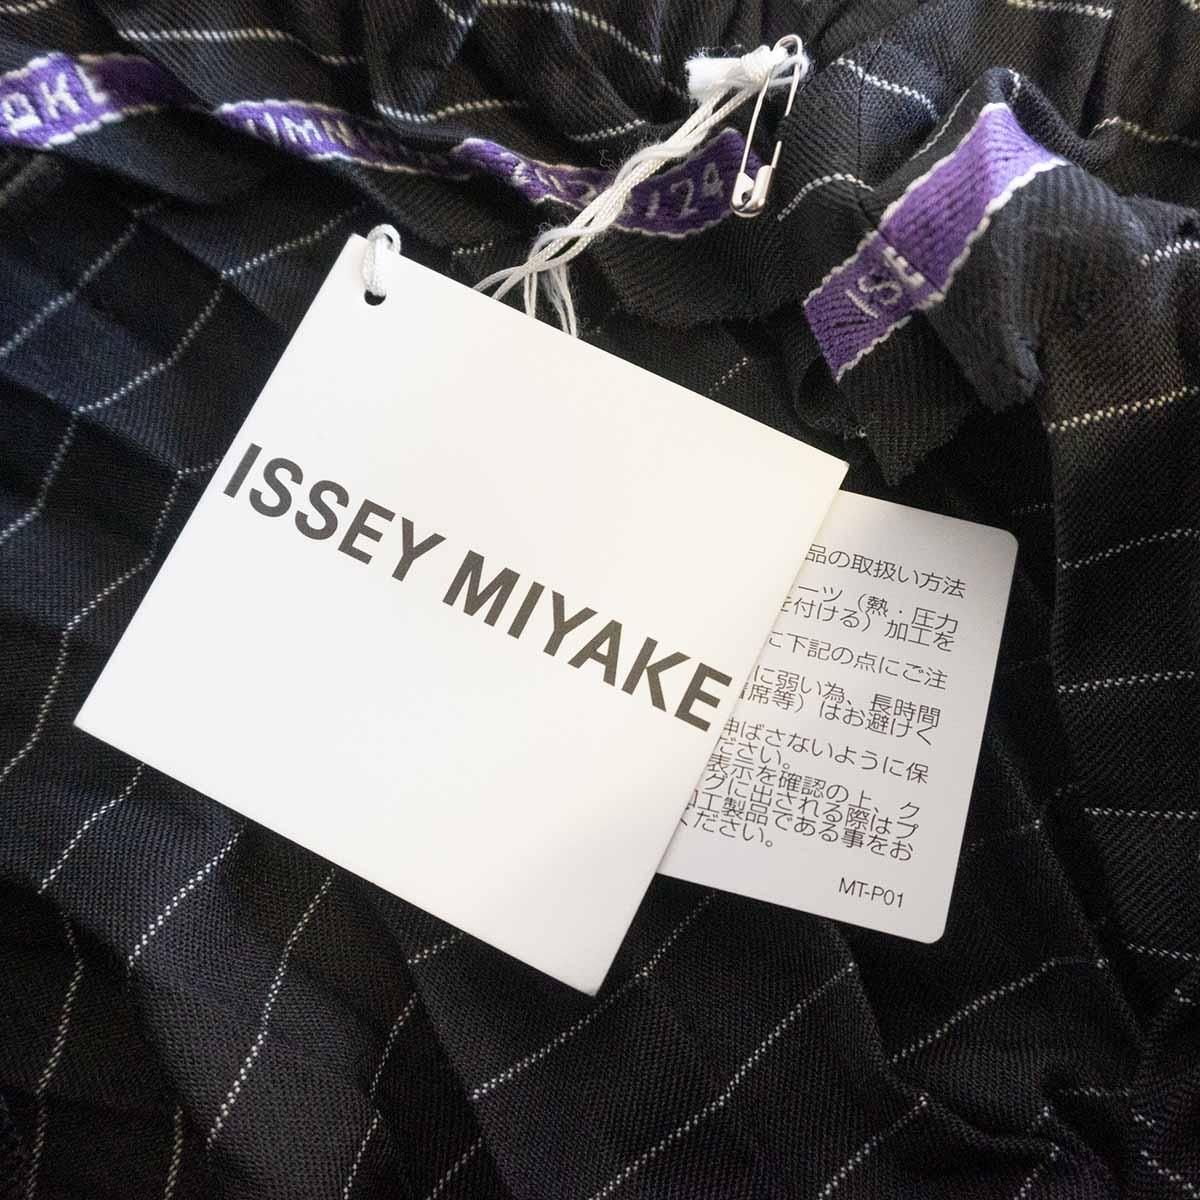 24
ISSEY MIYAKE
品の取扱い方法
ーツ（熱・圧力
を付ける）加工を
に下記の点にご注
に弱い為、長時間
着席等）はお避けく
伸ばさないように保
ださい。
表示を確認の上、ク
グに出される際はプ
加工製品である事をお
ください。
MT-P01